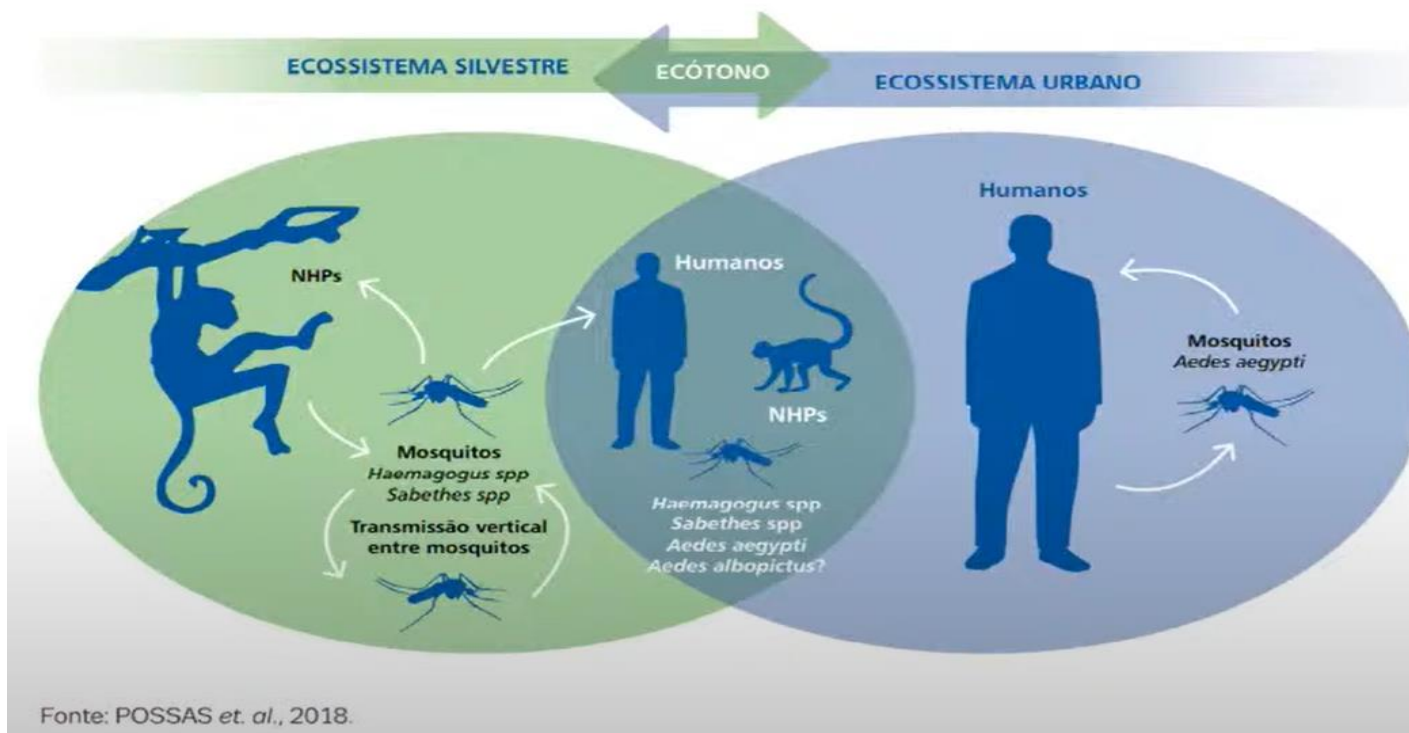 ECOSSISTEMA SILVESTRE
ECÓTONO
ECOSSISTEMA URBANO
NHPs
Mosquitos
Haemagogus spp
Sabethes spp
Transmissão vertical
entre mosquitos
Humanos
NHPs
Haemagogus spp
Sabethes spp
Aedes aegypti
Aedes albopictus?
Humanos
Mosquitos
Aedes aegypti
Fonte: POSSAS et. al., 2018.